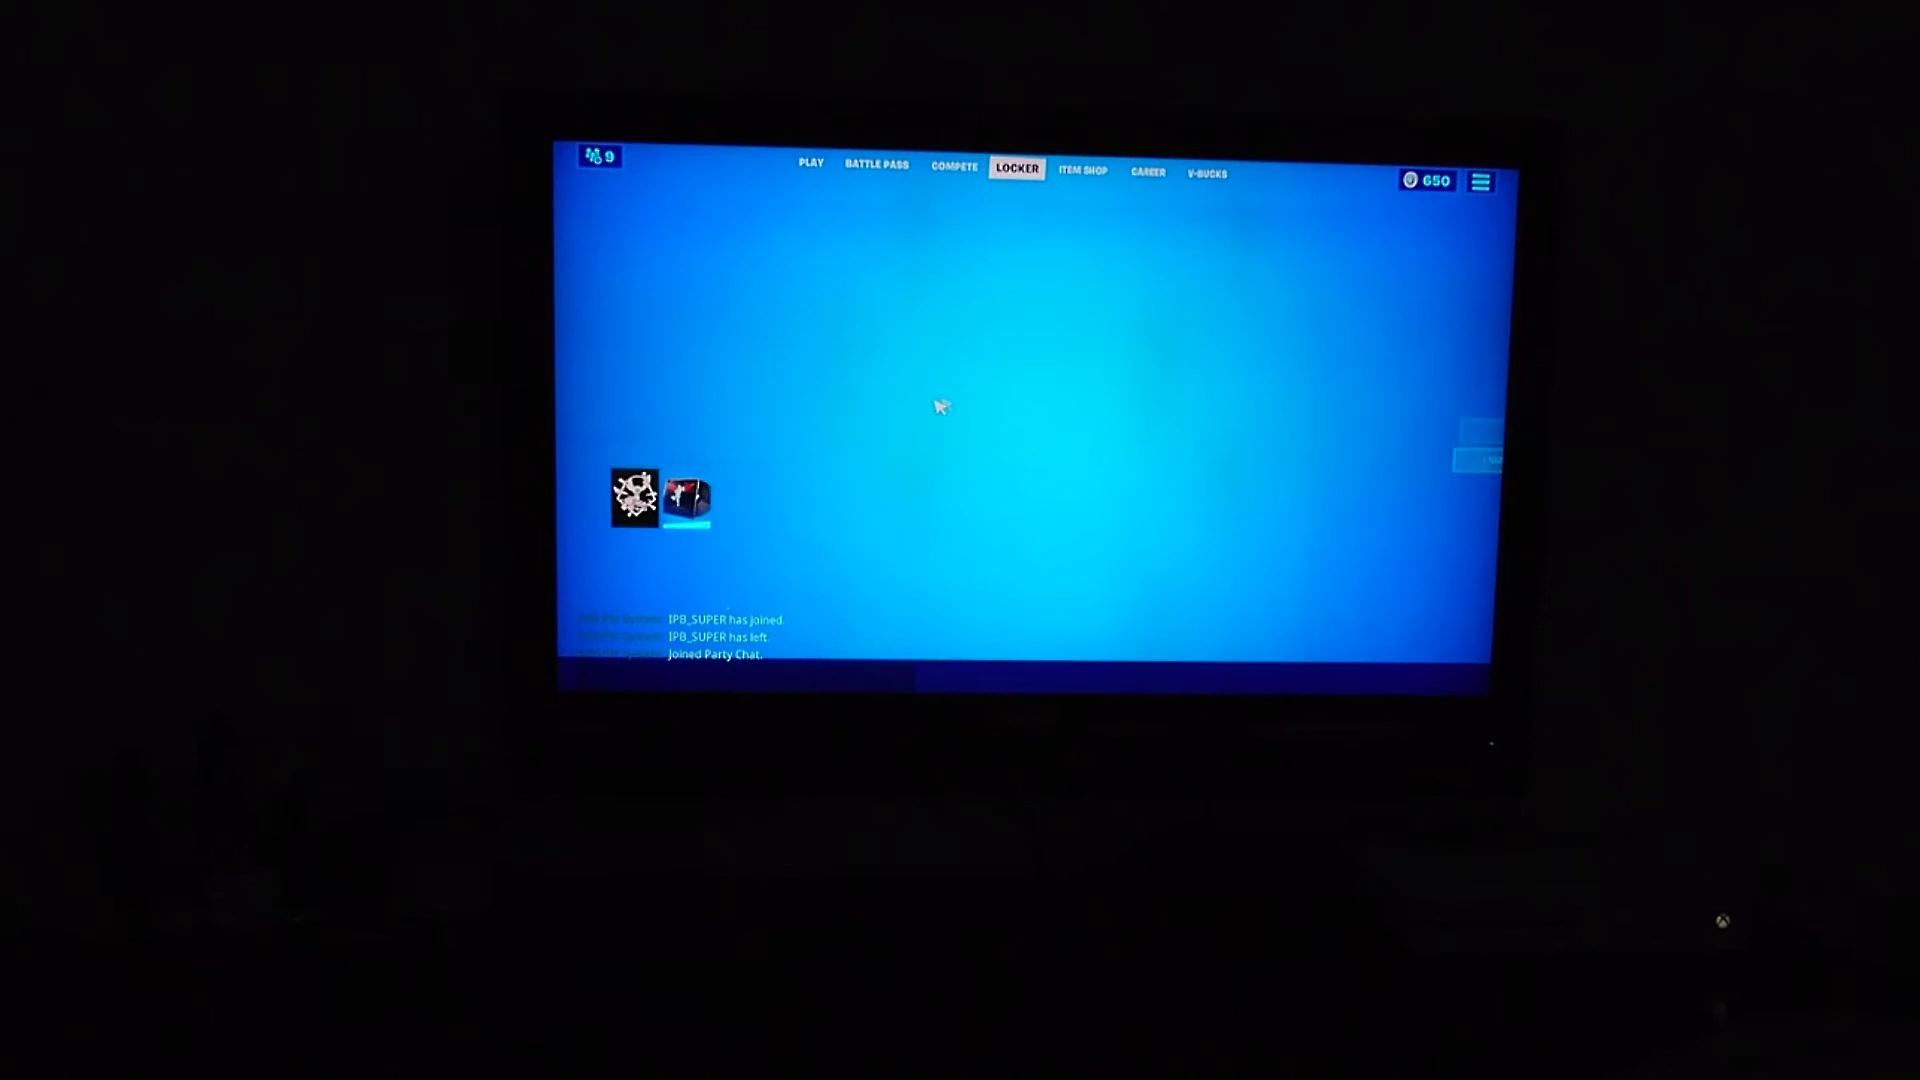 9
PLAY BATTLE PASS COMPETE LOCKER ITEM SHOP CAREER V-BUCKS
650
IPB_SUPER has joined.
IPB_SUPER has left.
Joined Party Chat.